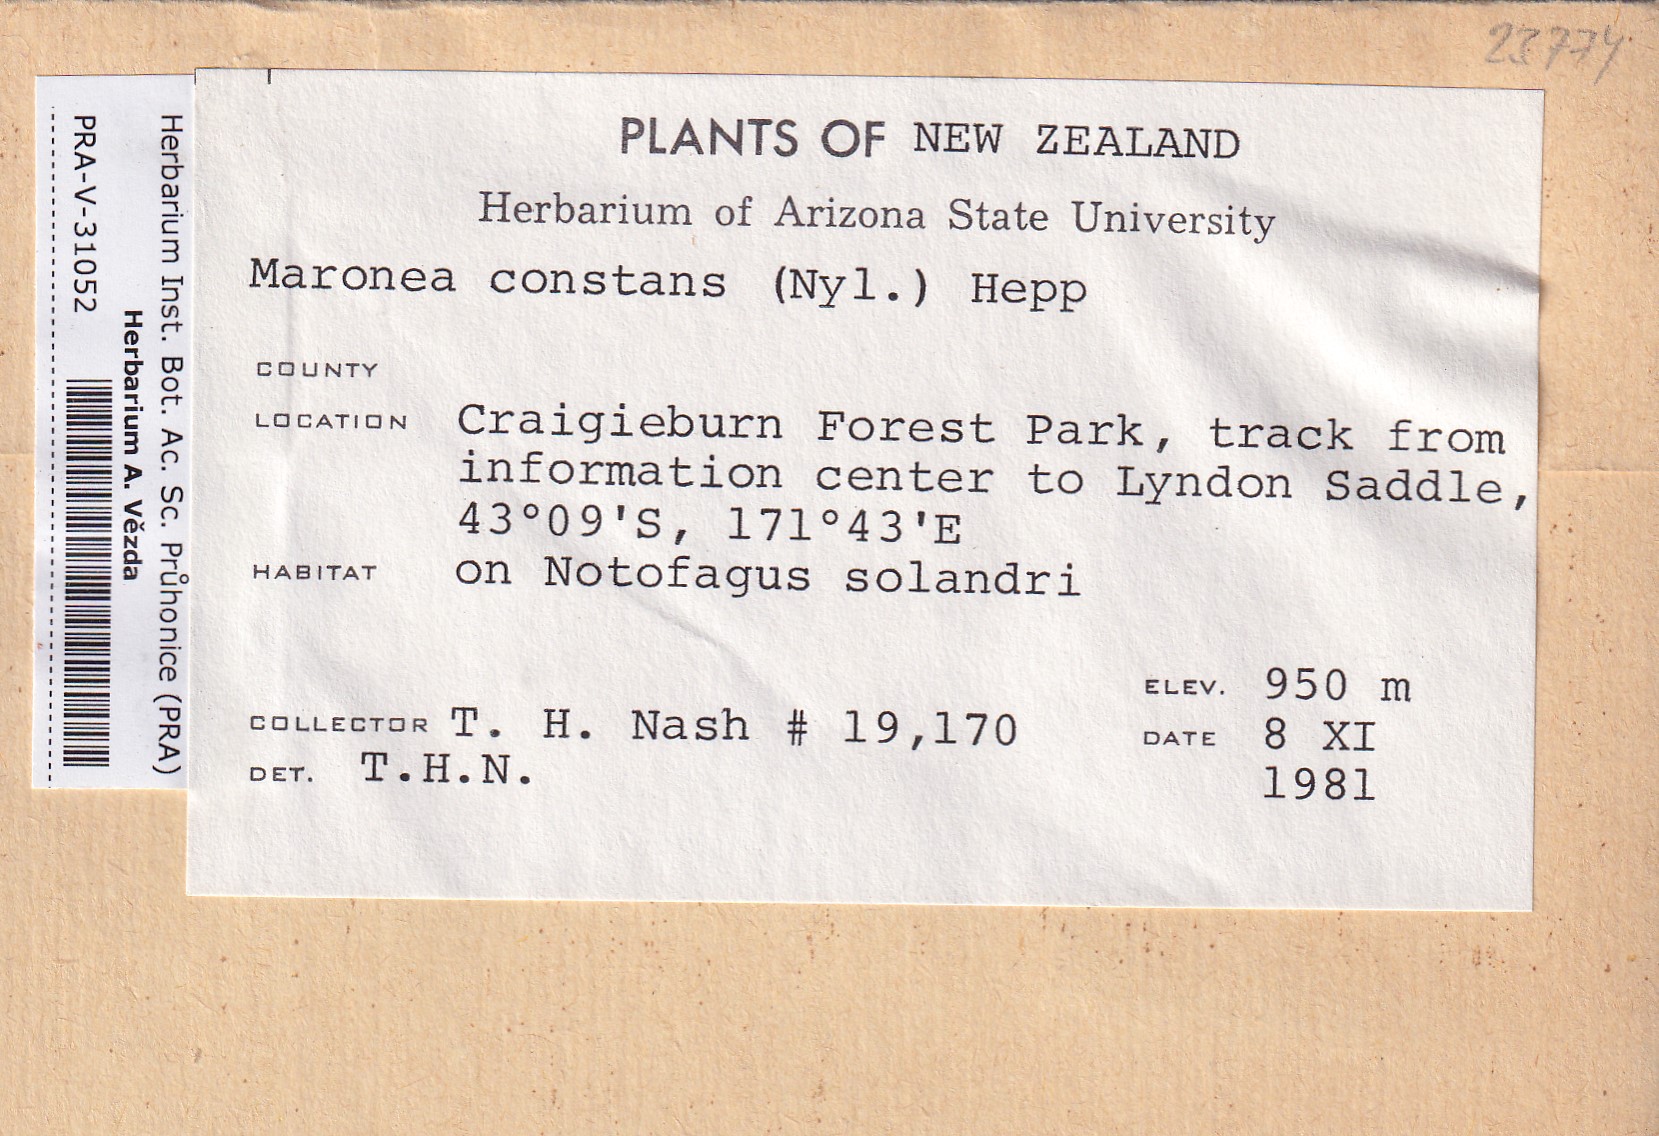 23774
PLANTS OF NEW ZEALAND
Herbarium of Arizona State University
Maronea constans (Nyl.) Hepp
COUNTY
LOCATION Craigieburn Forest Park, track from
information center to Lyndon Saddle,
43°09'S, 171°43'E
HABITAT on Notofagus solandri
ELEV. 950 m
COLLECTOR T. H. Nash # 19,170
DATE 8 XI
1981
DET. T.H.N.
Herbarium Inst. Bot. Ac. Sc. Průhonice (PRA)
Herbarium A. Vězda
PRA-V-31052